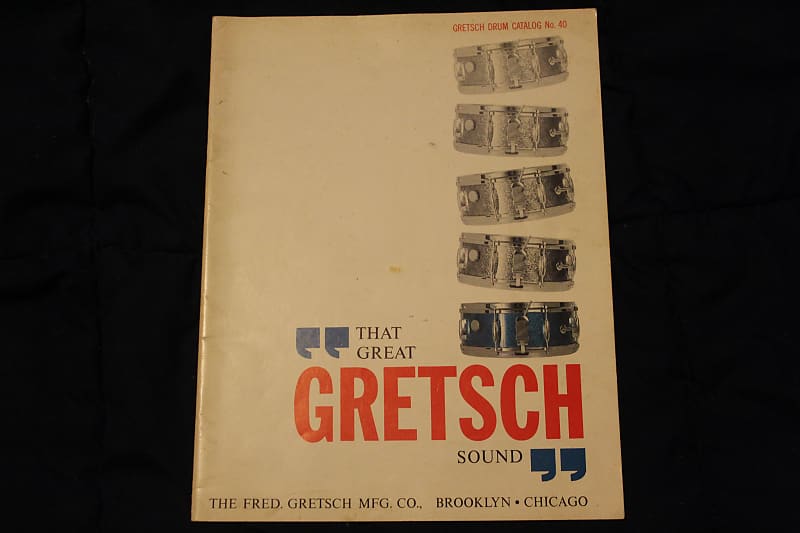 GRETSCH DRUM CATALOG No. 40
❝ THAT
GREAT
GRETSCH
SOUND ❞
THE FRED. GRETSCH MFG. CO., BROOKLYN • CHICAGO